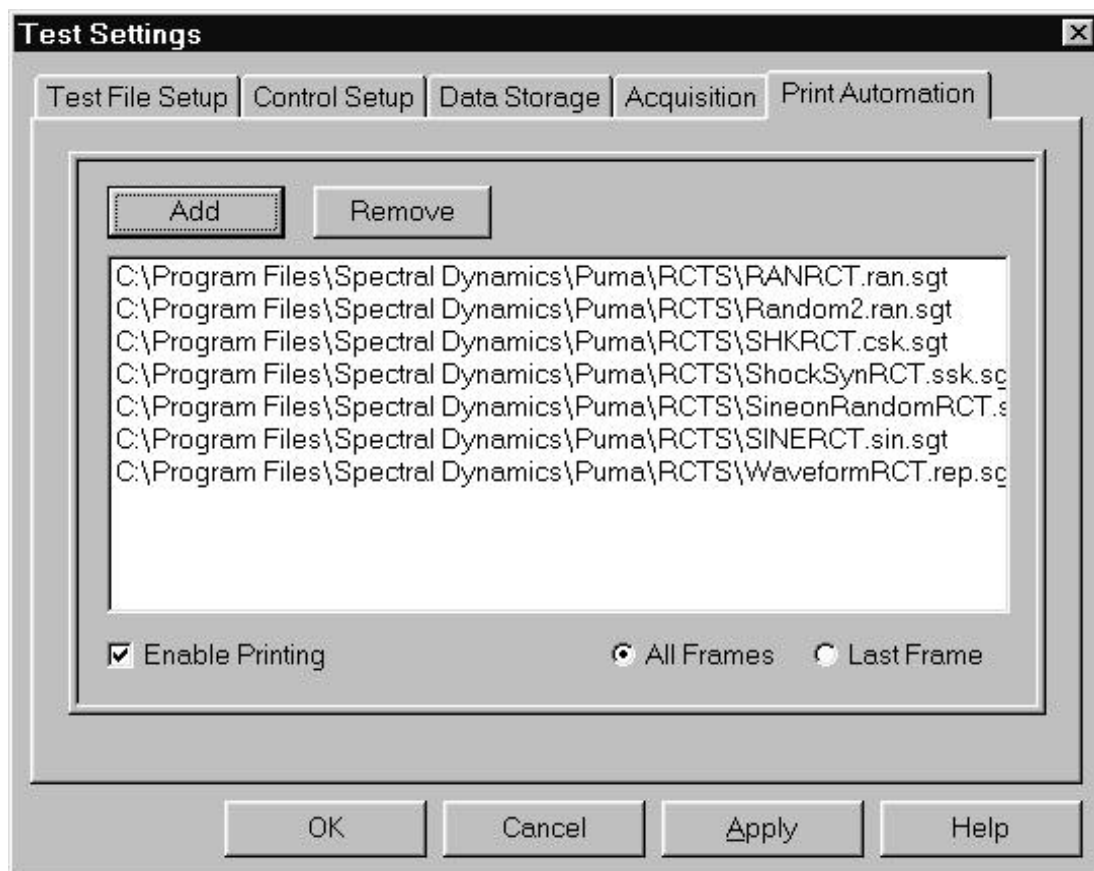 Test Settings
Test File Setup Control Setup Data Storage Acquisition Print Automation
Add Remove
C:\Program Files\Spectral Dynamics\Puma\RCTS\RANRCT.ran.sgt
C:\Program Files\Spectral Dynamics\Puma\RCTS\Random2.ran.sgt
C:\Program Files\Spectral Dynamics\Puma\RCTS\SHKRCT.csk.sgt
C:\Program Files\Spectral Dynamics\Puma\RCTS\ShockSynRCT.ssk.sg
C:\Program Files\Spectral Dynamics\Puma\RCTS\SineonRandomRCT.s
C:\Program Files\Spectral Dynamics\Puma\RCTS\SINERCT.sin.sgt
C:\Program Files\Spectral Dynamics\Puma\RCTS\WaveformRCT.rep.sg
Enable Printing All Frames Last Frame
OK Cancel Apply Help